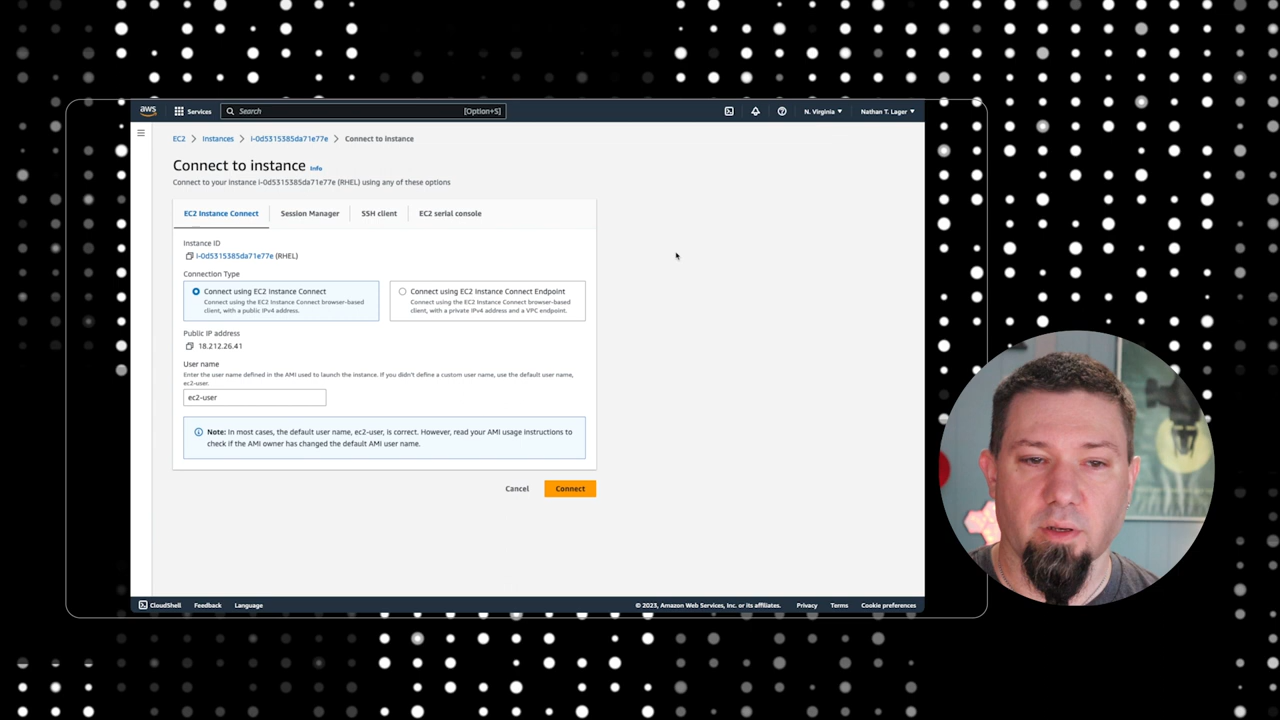 aws
Services
Search
[Option+S]
N. Virginia
Nathan T. Lager
EC2
Instances
i-0d5315385da71e77e
Connect to instance
Connect to instance Info
Connect to your instance i-0d5315385da71e77e (RHEL) using any of these options
EC2 Instance Connect
Session Manager
SSH client
EC2 serial console
Instance ID
i-0d5315385da71e77e (RHEL)
Connection Type
Connect using EC2 Instance Connect
Connect using the EC2 Instance Connect browser-based
client, with a public IPv4 address.
Connect using EC2 Instance Connect Endpoint
Connect using the EC2 Instance Connect browser-based
client, with a private IPv4 address and a VPC endpoint.
Public IP address
18.212.26.41
User name
Enter the user name defined in the AMI used to launch the instance. If you didn't define a custom user name, use the default user name,
ec2-user.
ec2-user
Note: In most cases, the default user name, ec2-user, is correct. However, read your AMI usage instructions to
check if the AMI owner has changed the default AMI user name.
Cancel
Connect
CloudShell
Feedback
Language
© 2023, Amazon Web Services, Inc. or its affiliates.
Privacy
Terms
Cookie preferences